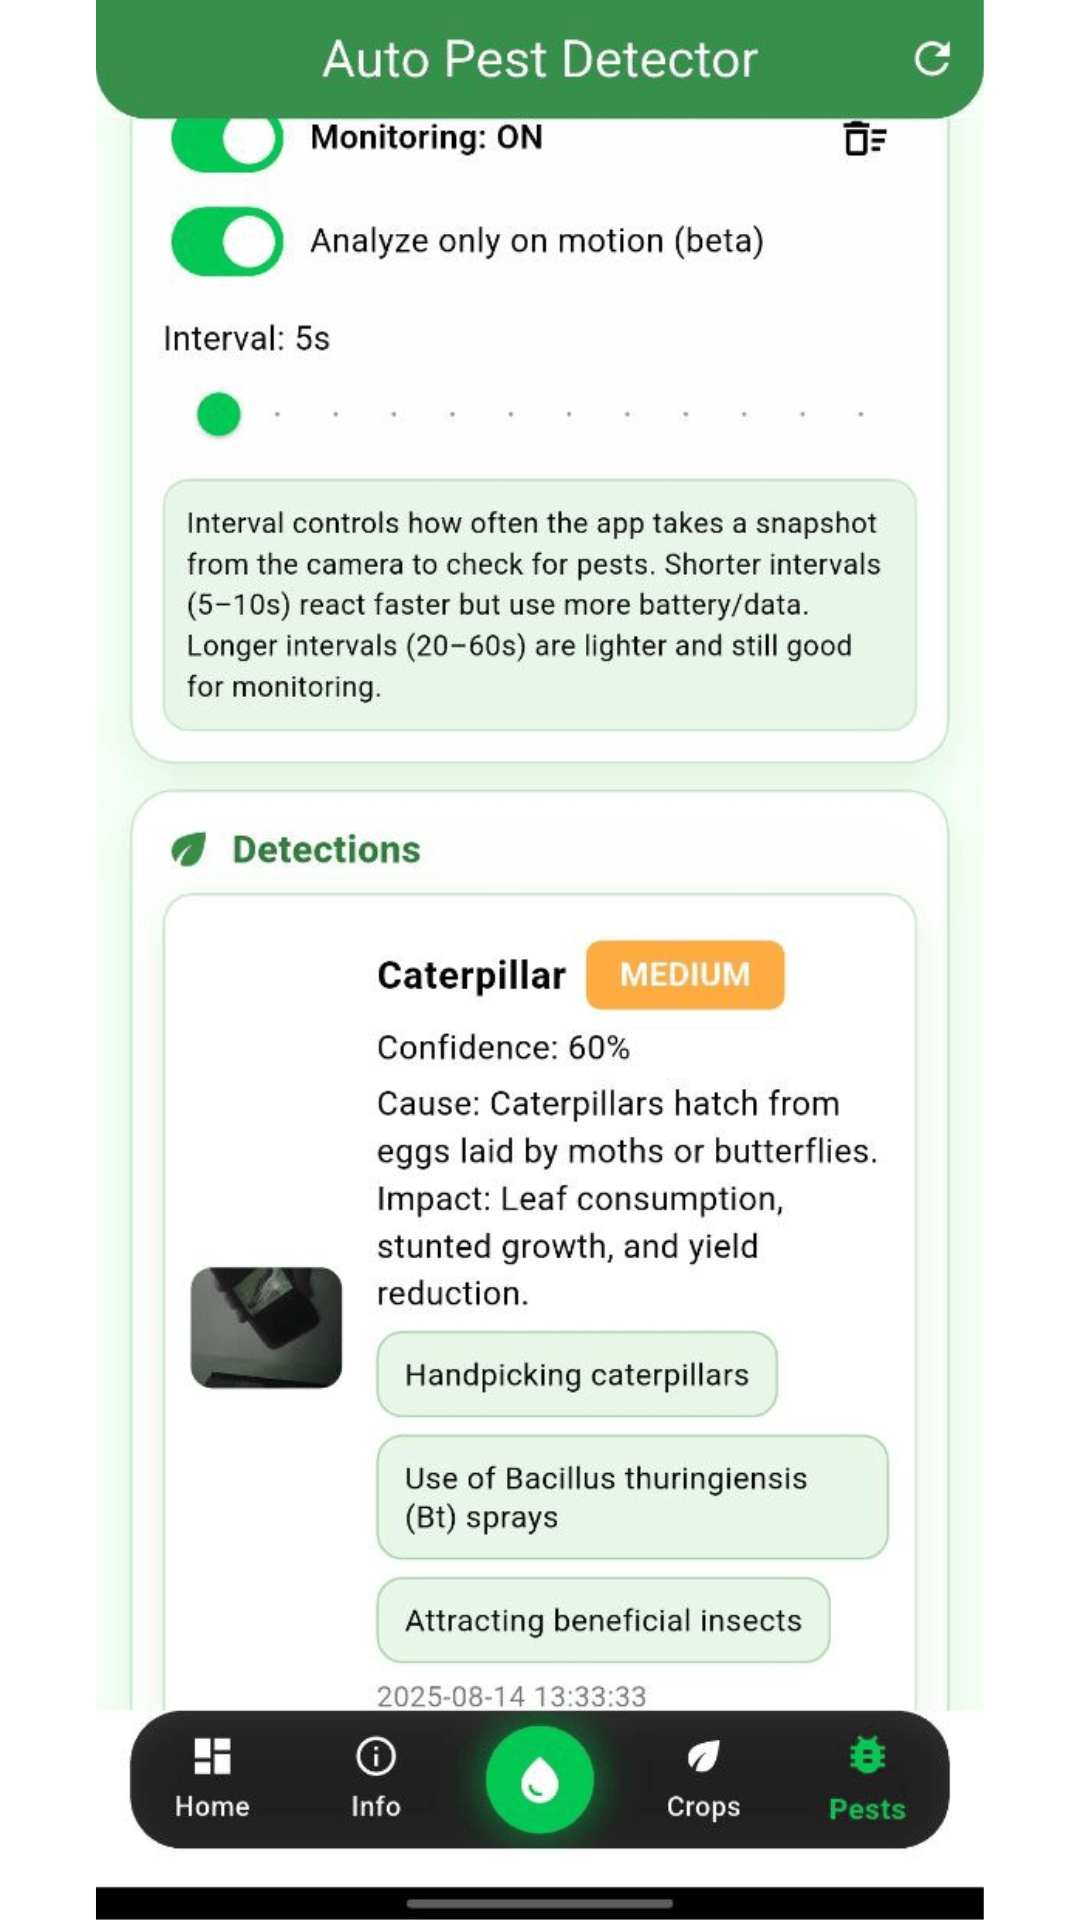 Auto Pest Detector
Monitoring: ON
Analyze only on motion (beta)
Interval: 5s
Interval controls how often the app takes a snapshot
from the camera to check for pests. Shorter intervals
(5–10s) react faster but use more battery/data.
Longer intervals (20–60s) are lighter and still good
for monitoring.
Detections
Caterpillar
MEDIUM
Confidence: 60%
Cause: Caterpillars hatch from
eggs laid by moths or butterflies.
Impact: Leaf consumption,
stunted growth, and yield
reduction.
Handpicking caterpillars
Use of Bacillus thuringiensis
(Bt) sprays
Attracting beneficial insects
2025-08-14 13:33:33
Home
Info
Crops
Pests